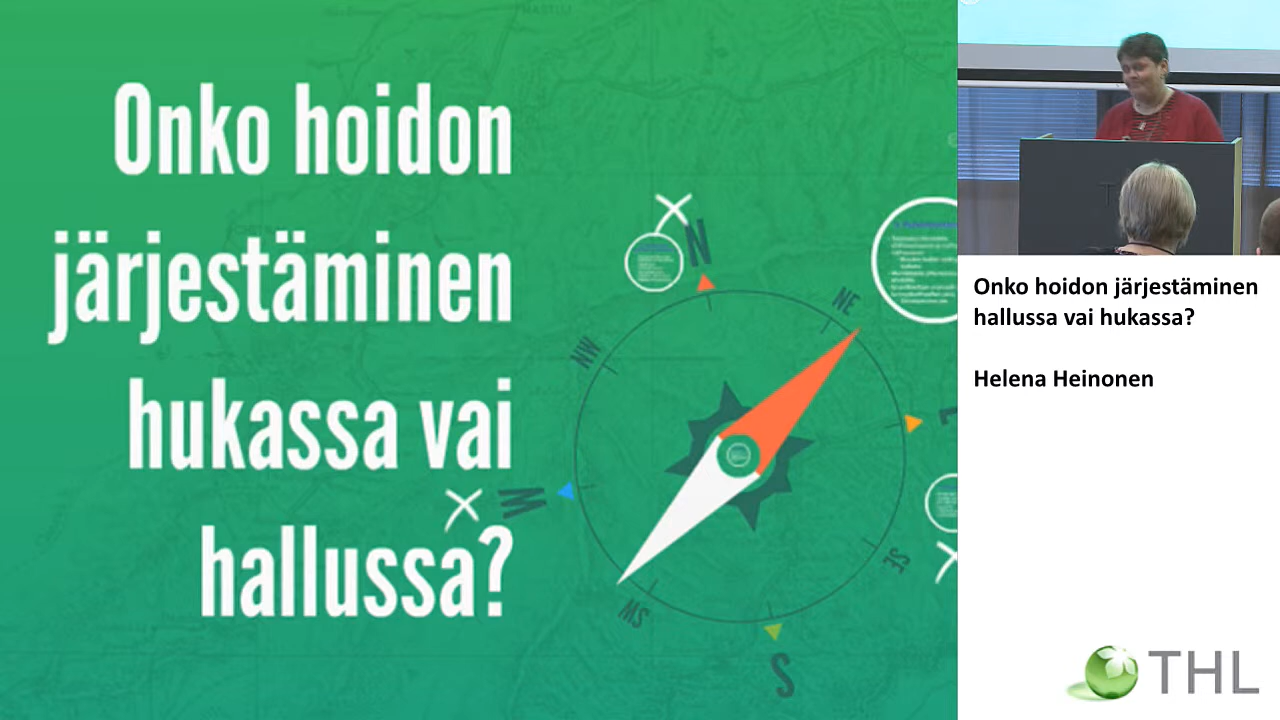 Onko hoidon
järjestäminen
hukassa vai
hallussa?
N
NE
NW
W
SW
S
SE
Onko hoidon järjestäminen
hallussa vai hukassa?
Helena Heinonen
THL